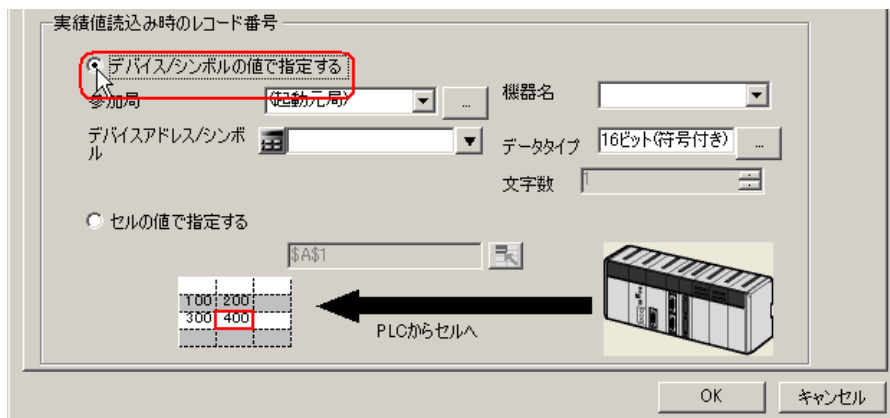 実績値読込み時のレコード番号
デバイス/シンボルの値で指定する
参加局 (起動元局) ... 機器名
デバイスアドレス/シンボ
ル
データタイプ 16ビット(符号付き) ...
文字数 1
セルの値で指定する
$A$1
100 200
300 400
PLCからセルへ
OK キャンセル